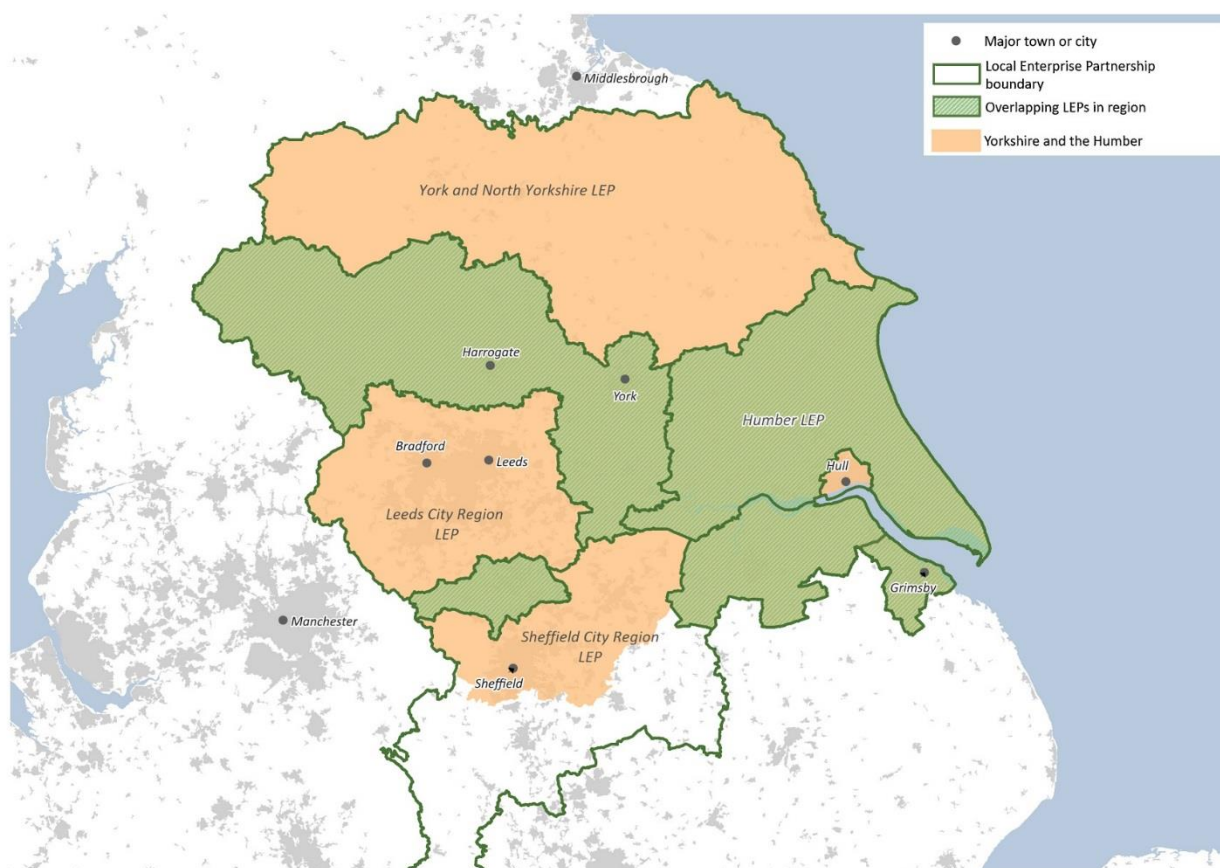 Major town or city
Local Enterprise Partnership
boundary
Overlapping LEPs in region
Yorkshire and the Humber
Middlesbrough
York and North Yorkshire LEP
Harrogate
York
Humber LEP
Bradford
Leeds
Hull
Leeds City Region
LEP
Grimsby
Manchester
Sheffield City Region
LEP
Sheffield